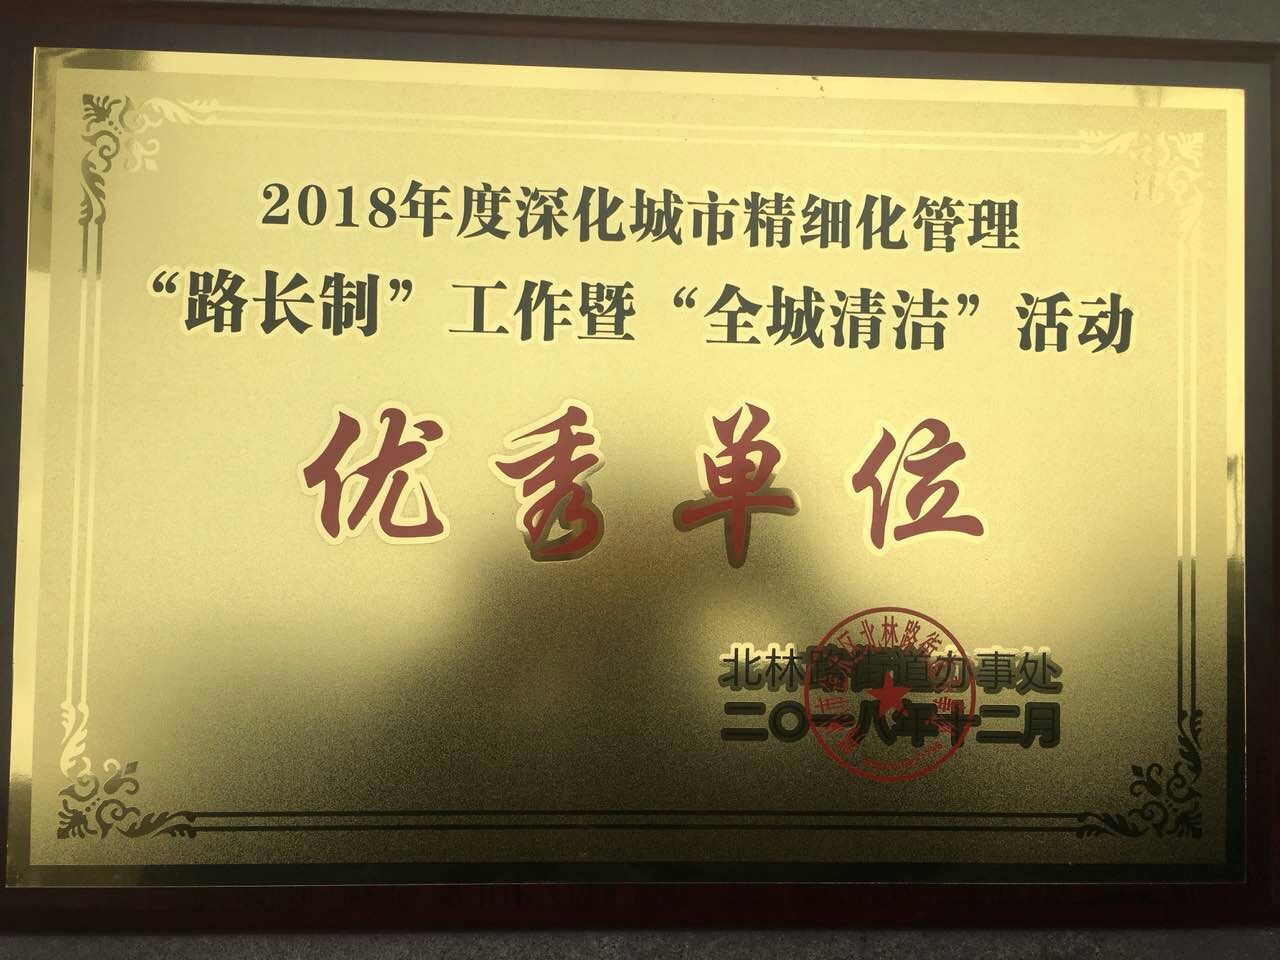 2018年度深化城市精细化管理
“路长制”工作暨“全城清洁”活动
优秀单位
北林路街道办事处
二〇一八年十二月